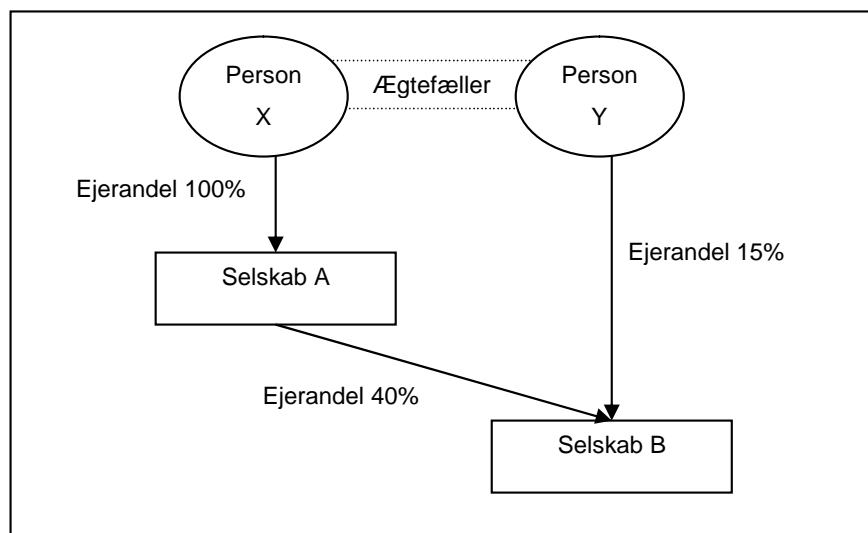 Person
X
Ægtefæller
Person
Y
Ejerandel 100%
Ejerandel 15%
Selskab A
Ejerandel 40%
Selskab B